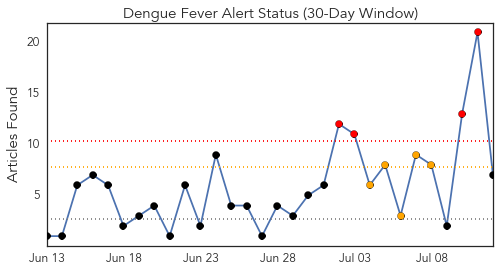 Dengue Fever Alert Status (30-Day Window)
Articles Found
20
15
10
5
Jun 13
Jun 18
Jun 23
Jun 28
Jul 03
Jul 08